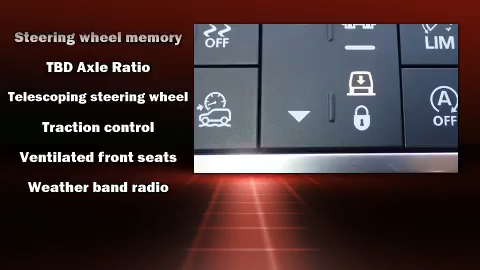 Steering wheel memory
TBD Axle Ratio
Telescoping steering wheel
Traction control
Ventilated front seats
Weather band radio
OFF
LIM
A
OFF